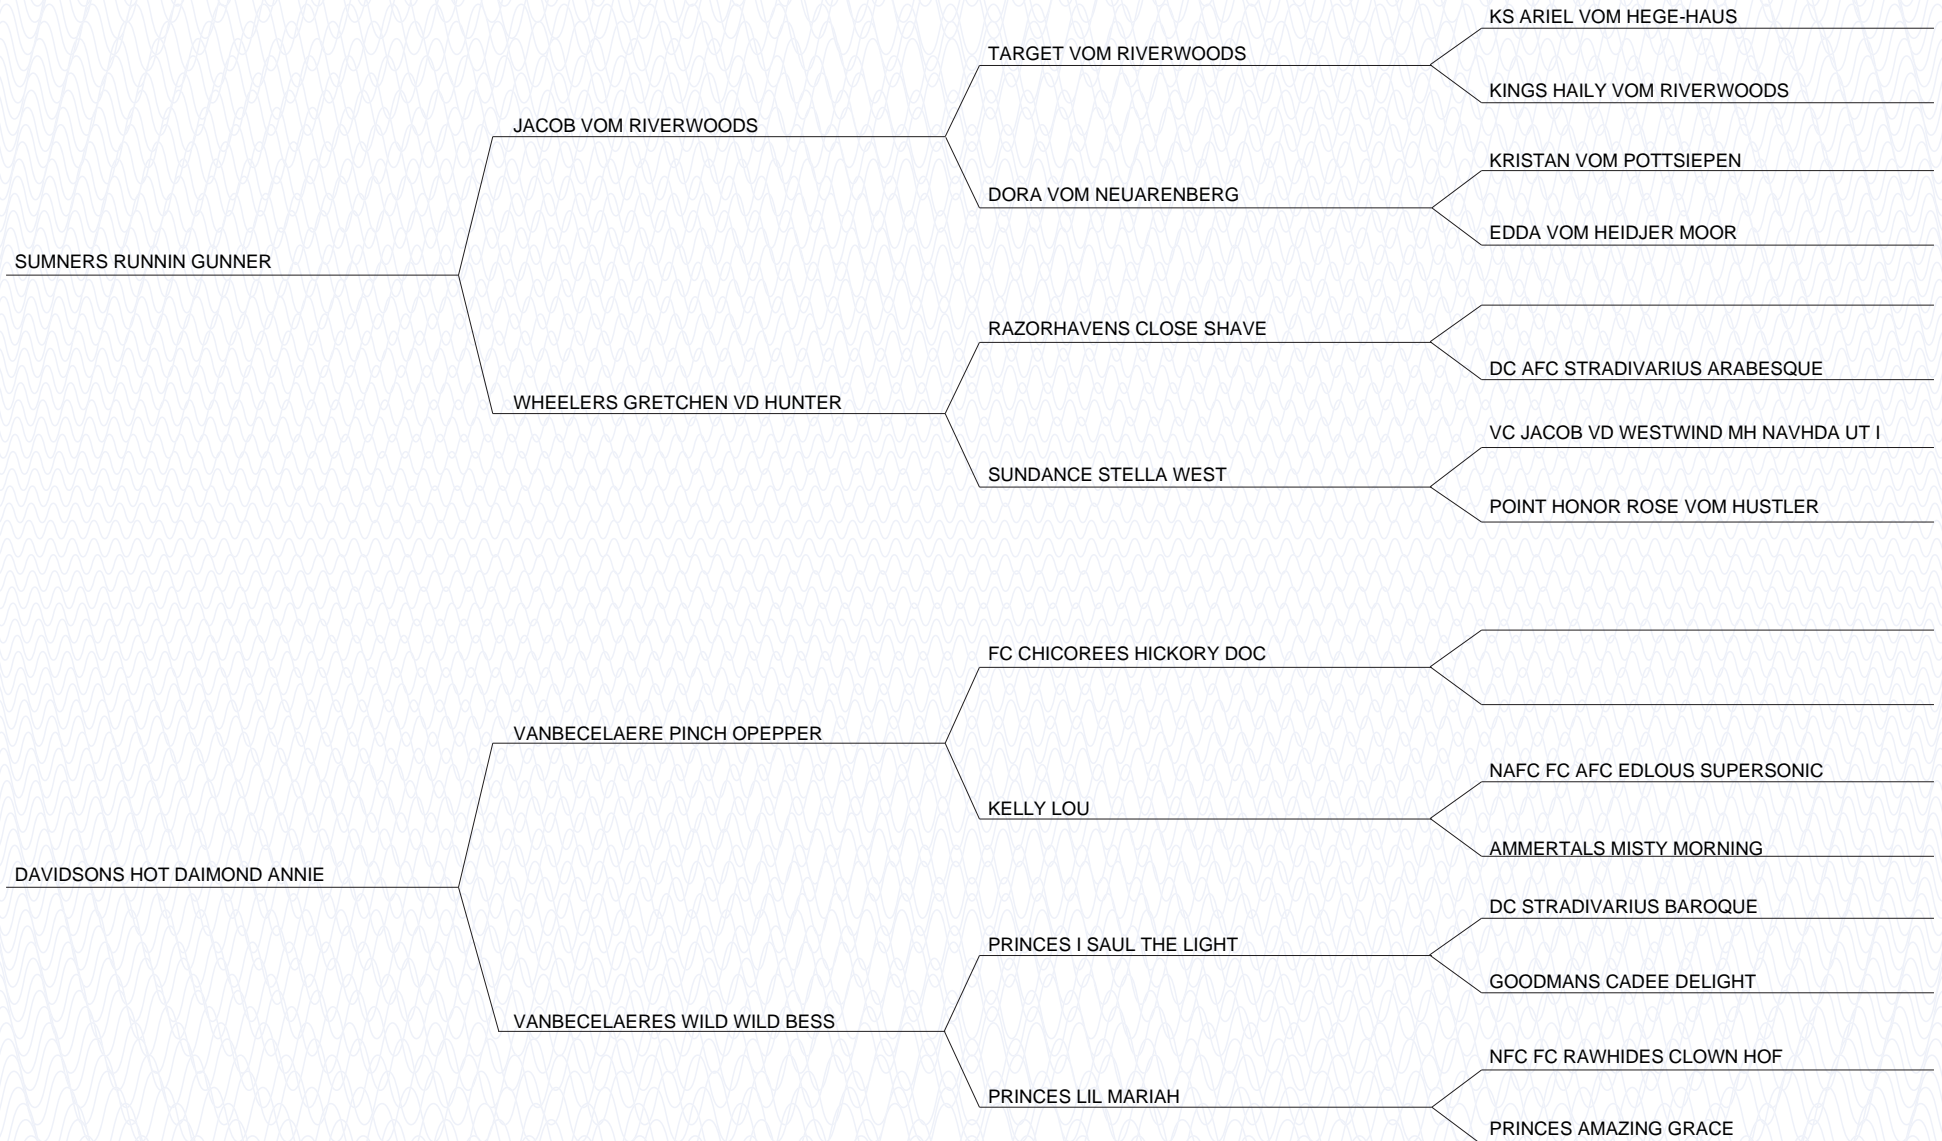 KS ARIEL VOM HEGE-HAUS
TARGET VOM RIVERWOODS
KINGS HAILY VOM RIVERWOODS
JACOB VOM RIVERWOODS
KRISTAN VOM POTTSIEPEN
DORA VOM NEUARENBERG
EDDA VOM HEIDJER MOOR
SUMNERS RUNNIN GUNNER
RAZORHAVENS CLOSE SHAVE
DC AFC STRADIVARIUS ARABESQUE
WHEELERS GRETCHEN VD HUNTER
VC JACOB VD WESTWIND MH NAVHDA UT I
SUNDANCE STELLA WEST
POINT HONOR ROSE VOM HUSTLER
FC CHICOREES HICKORY DOC
VANBECELAERE PINCH OPEPPER
NAFC FC AFC EDLOUS SUPERSONIC
KELLY LOU
AMMERTALS MISTY MORNING
DAVIDSONS HOT DAIMOND ANNIE
DC STRADIVARIUS BAROQUE
PRINCES I SAUL THE LIGHT
GOODMANS CADEE DELIGHT
VANBECELAERES WILD WILD BESS
NFC FC RAWHIDES CLOWN HOF
PRINCES LIL MARIAH
PRINCES AMAZING GRACE